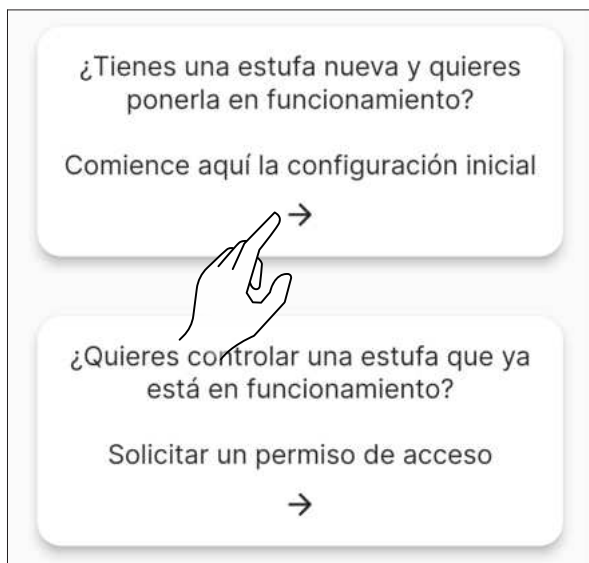 ¿Tienes una estufa nueva y quieres
ponerla en funcionamiento?
Comience aquí la configuración inicial
→
¿Quieres controlar una estufa que ya
está en funcionamiento?
Solicitar un permiso de acceso
→